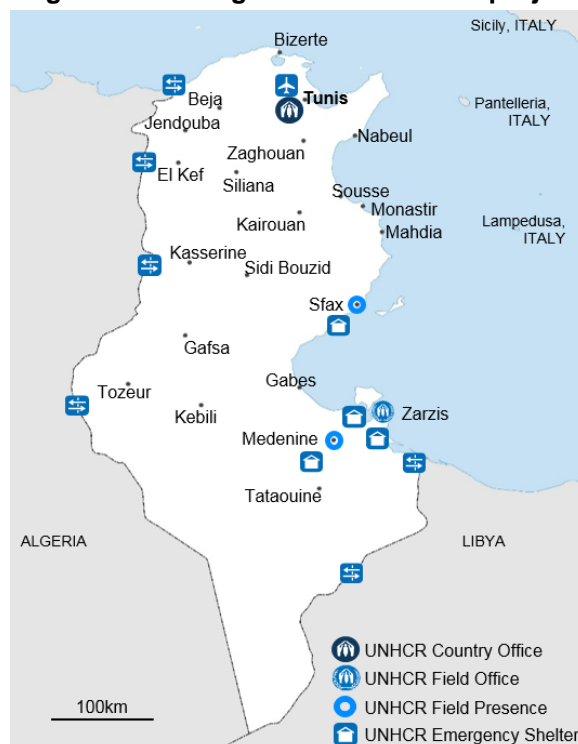 Sicily, ITALY
Bizerte
Beja
Tunis
Pantelleria,
ITALY
Jendouba
Nabeul
Zaghouan
El Kef
Siliana
Sousse
Monastir
Kairouan
Lampedusa,
ITALY
Mahdia
Kasserine
Sidi Bouzid
Sfax
Gafsa
Gabes
Tozeur
Kebili
Zarzis
Medenine
Tataouine
ALGERIA
LIBYA
UNHCR Country Office
UNHCR Field Office
100km
UNHCR Field Presence
UNHCR Emergency Shelter